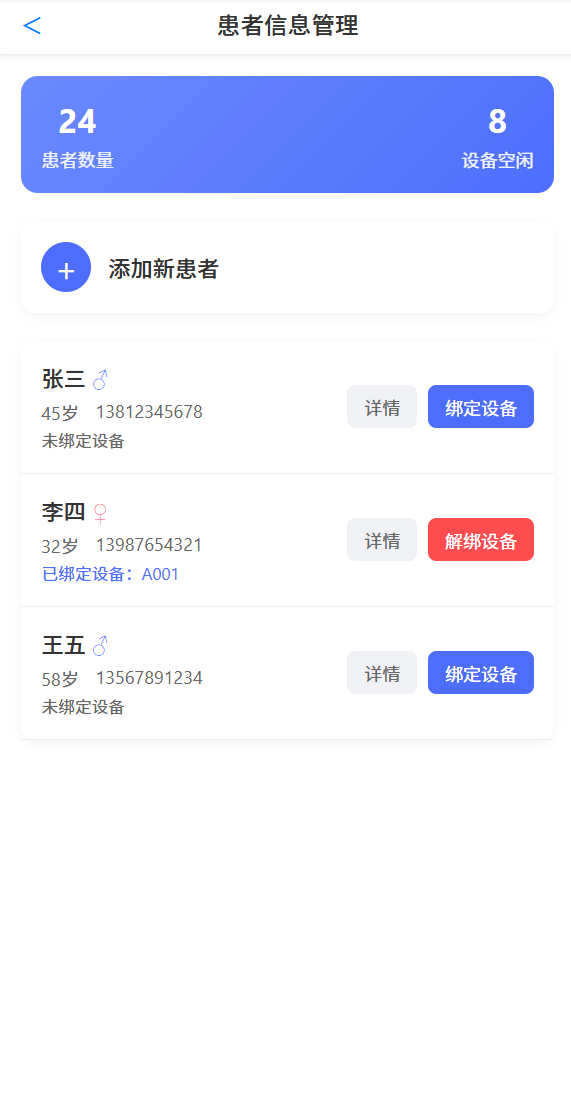 ＜ 患者信息管理
24 8
患者数量 设备空闲
+ 添加新患者
张三 ♂
45岁 13812345678
未绑定设备
详情 绑定设备
李四 ♀
32岁 13987654321
已绑定设备：A001
详情 解绑设备
王五 ♂
58岁 13567891234
未绑定设备
详情 绑定设备